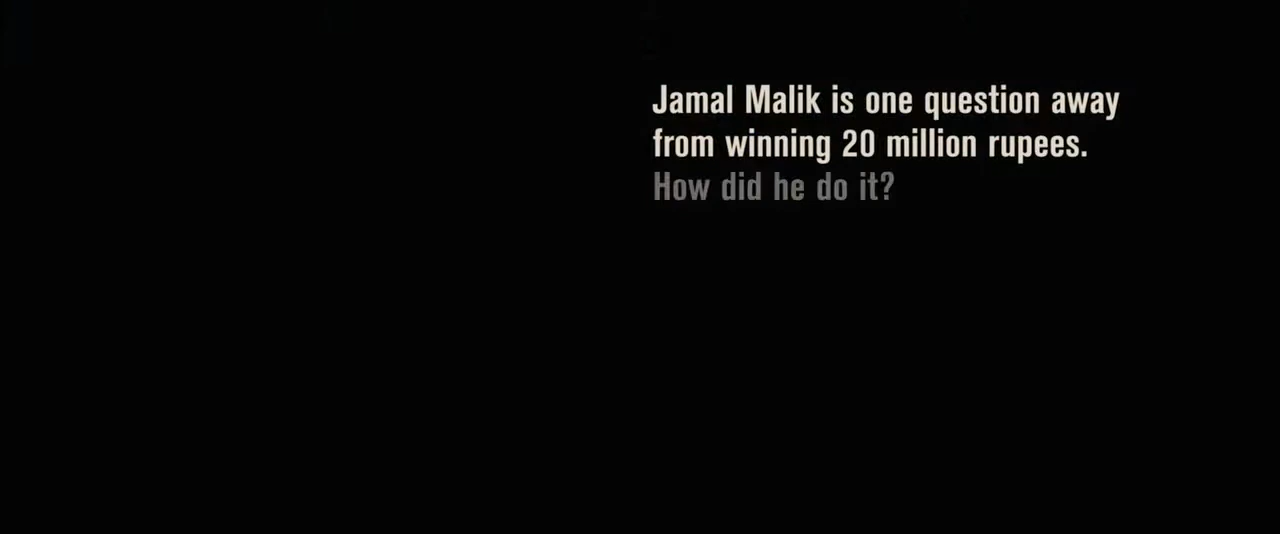 Jamal Malik is one question away
from winning 20 million rupees.
How did he do it?